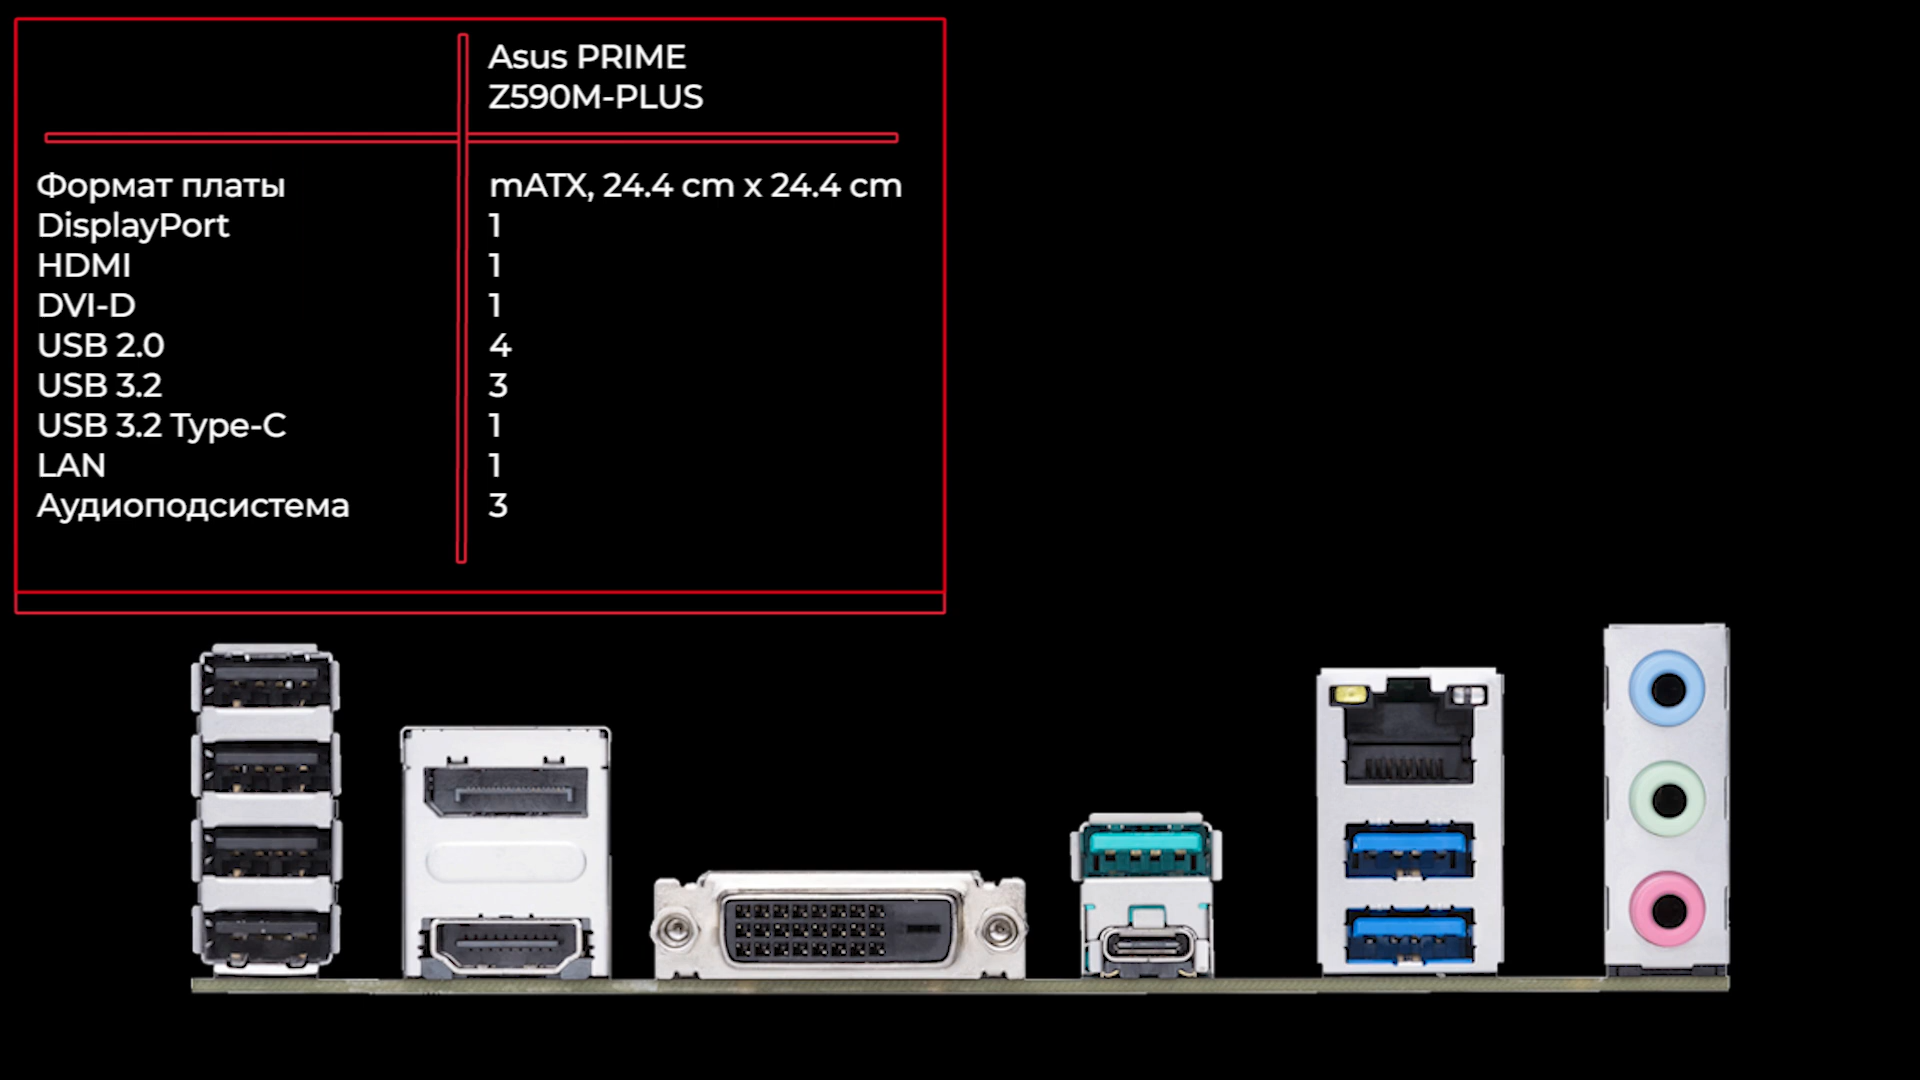 Asus PRIME
Z590M-PLUS
Формат платы mATX, 24.4 cm x 24.4 cm
DisplayPort 1
HDMI 1
DVI-D 1
USB 2.0 4
USB 3.2 3
USB 3.2 Type-C 1
LAN 1
Аудиоподсистема 3